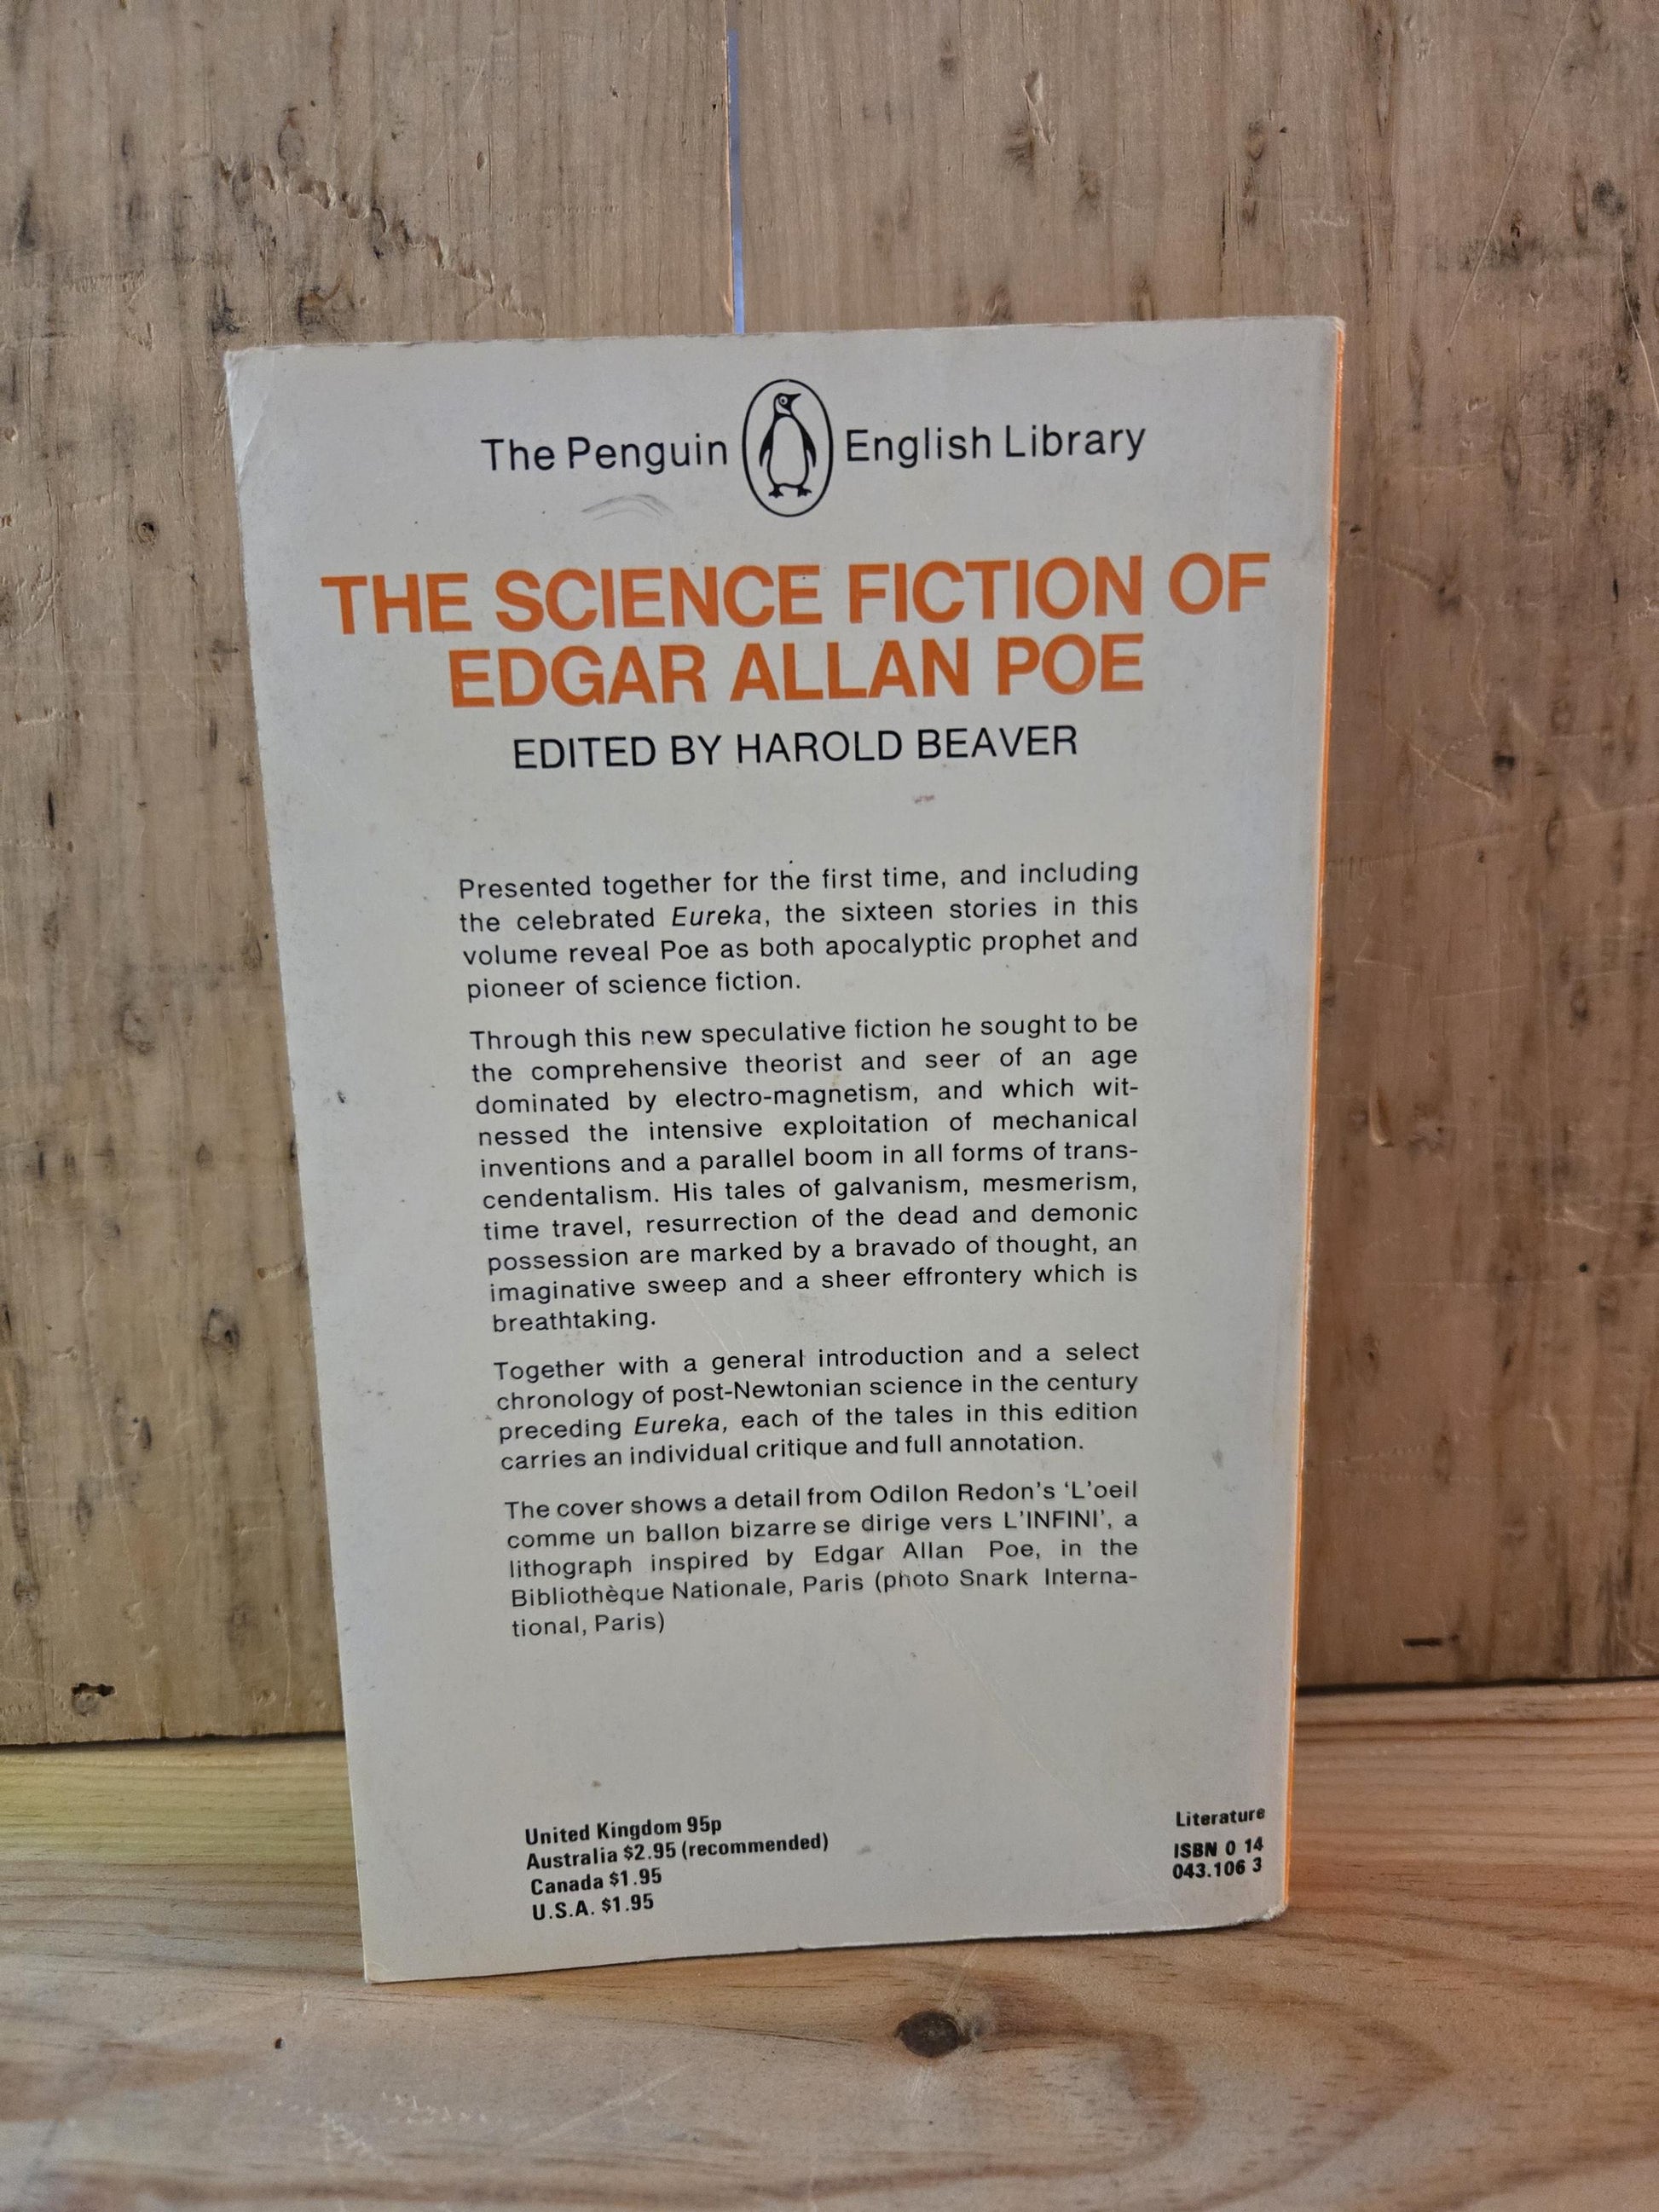 The Penguin English Library
THE SCIENCE FICTION OF
EDGAR ALLAN POE
EDITED BY HAROLD BEAVER
Presented together for the first time, and including
the celebrated Eureka, the sixteen stories in this
volume reveal Poe as both apocalyptic prophet and
pioneer of science fiction.
Through this new speculative fiction he sought to be
the comprehensive theorist and seer of an age
dominated by electro-magnetism, and which wit-
nessed the intensive exploitation of mechanical
inventions and a parallel boom in all forms of trans-
cendentalism. His tales of galvanism, mesmerism,
time travel, resurrection of the dead and demonic
possession are marked by a bravado of thought, an
imaginative sweep and a sheer effrontery which is
breathtaking.
Together with a general introduction and a select
chronology of post-Newtonian science in the century
preceding Eureka, each of the tales in this edition
carries an individual critique and full annotation.
The cover shows a detail from Odilon Redon's 'L'oeil
comme un ballon bizarre se dirige vers L'INFINI', a
lithograph inspired by Edgar Allan Poe, in the
Bibliothèque Nationale, Paris (photo Snark Interna-
tional, Paris)
United Kingdom 95p
Australia $2.95 (recommended)
Canada $1.95
U.S.A. $1.95
Literature
ISBN 0 14
043.106 3